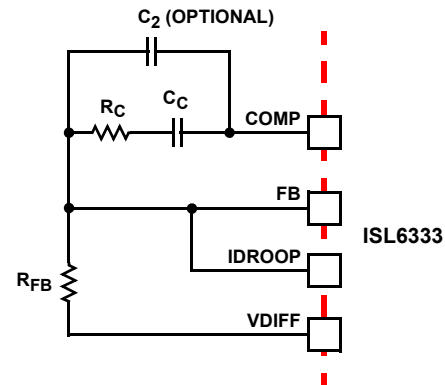 C2 (OPTIONAL)
RC
CC
COMP
FB
ISL6333
IDROOP
RFB
VDIFF